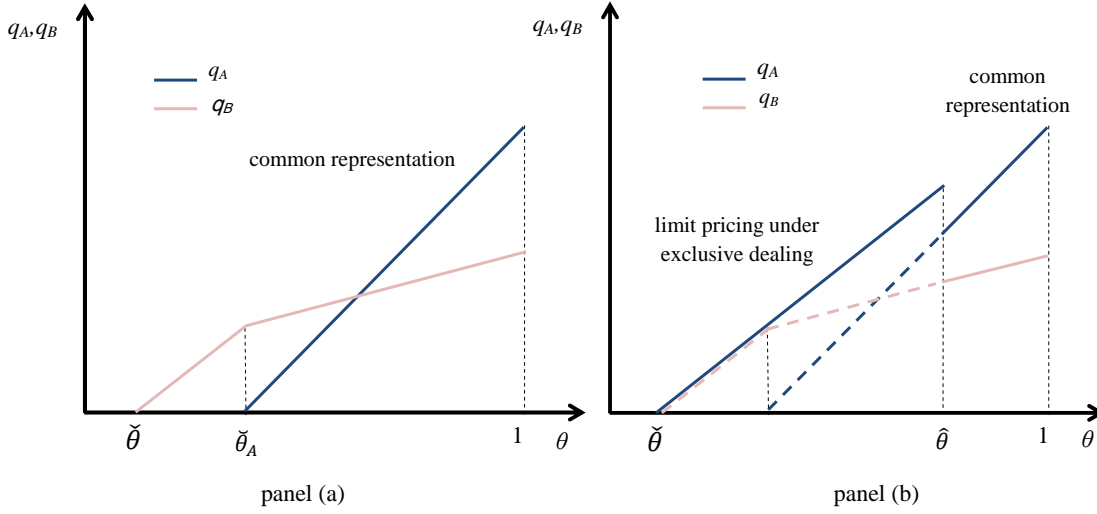 q_A,q_B
q_A
q_B
common representation
θ̌
θ̆_A
1
θ
panel (a)
q_A,q_B
q_A
q_B
common
representation
limit pricing under
exclusive dealing
θ̌
θ̂
1
θ
panel (b)